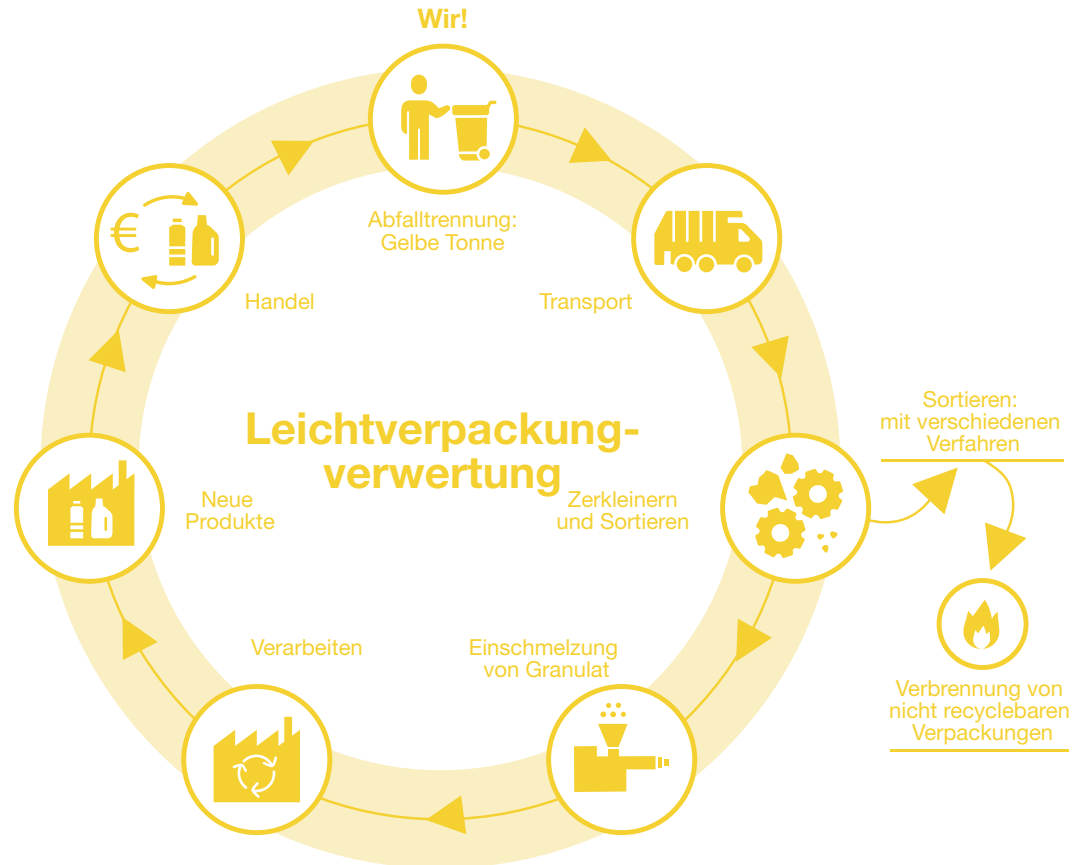 Wir!
Abfalltrennung:
Gelbe Tonne
€
Handel
Transport
Leichtverpackung-
verwertung
Sortieren:
mit verschiedenen
Verfahren
Neue
Produkte
Zerkleinern
und Sortieren
Verarbeiten
Einschmelzung
von Granulat
Verbrennung von
nicht recyclebaren
Verpackungen